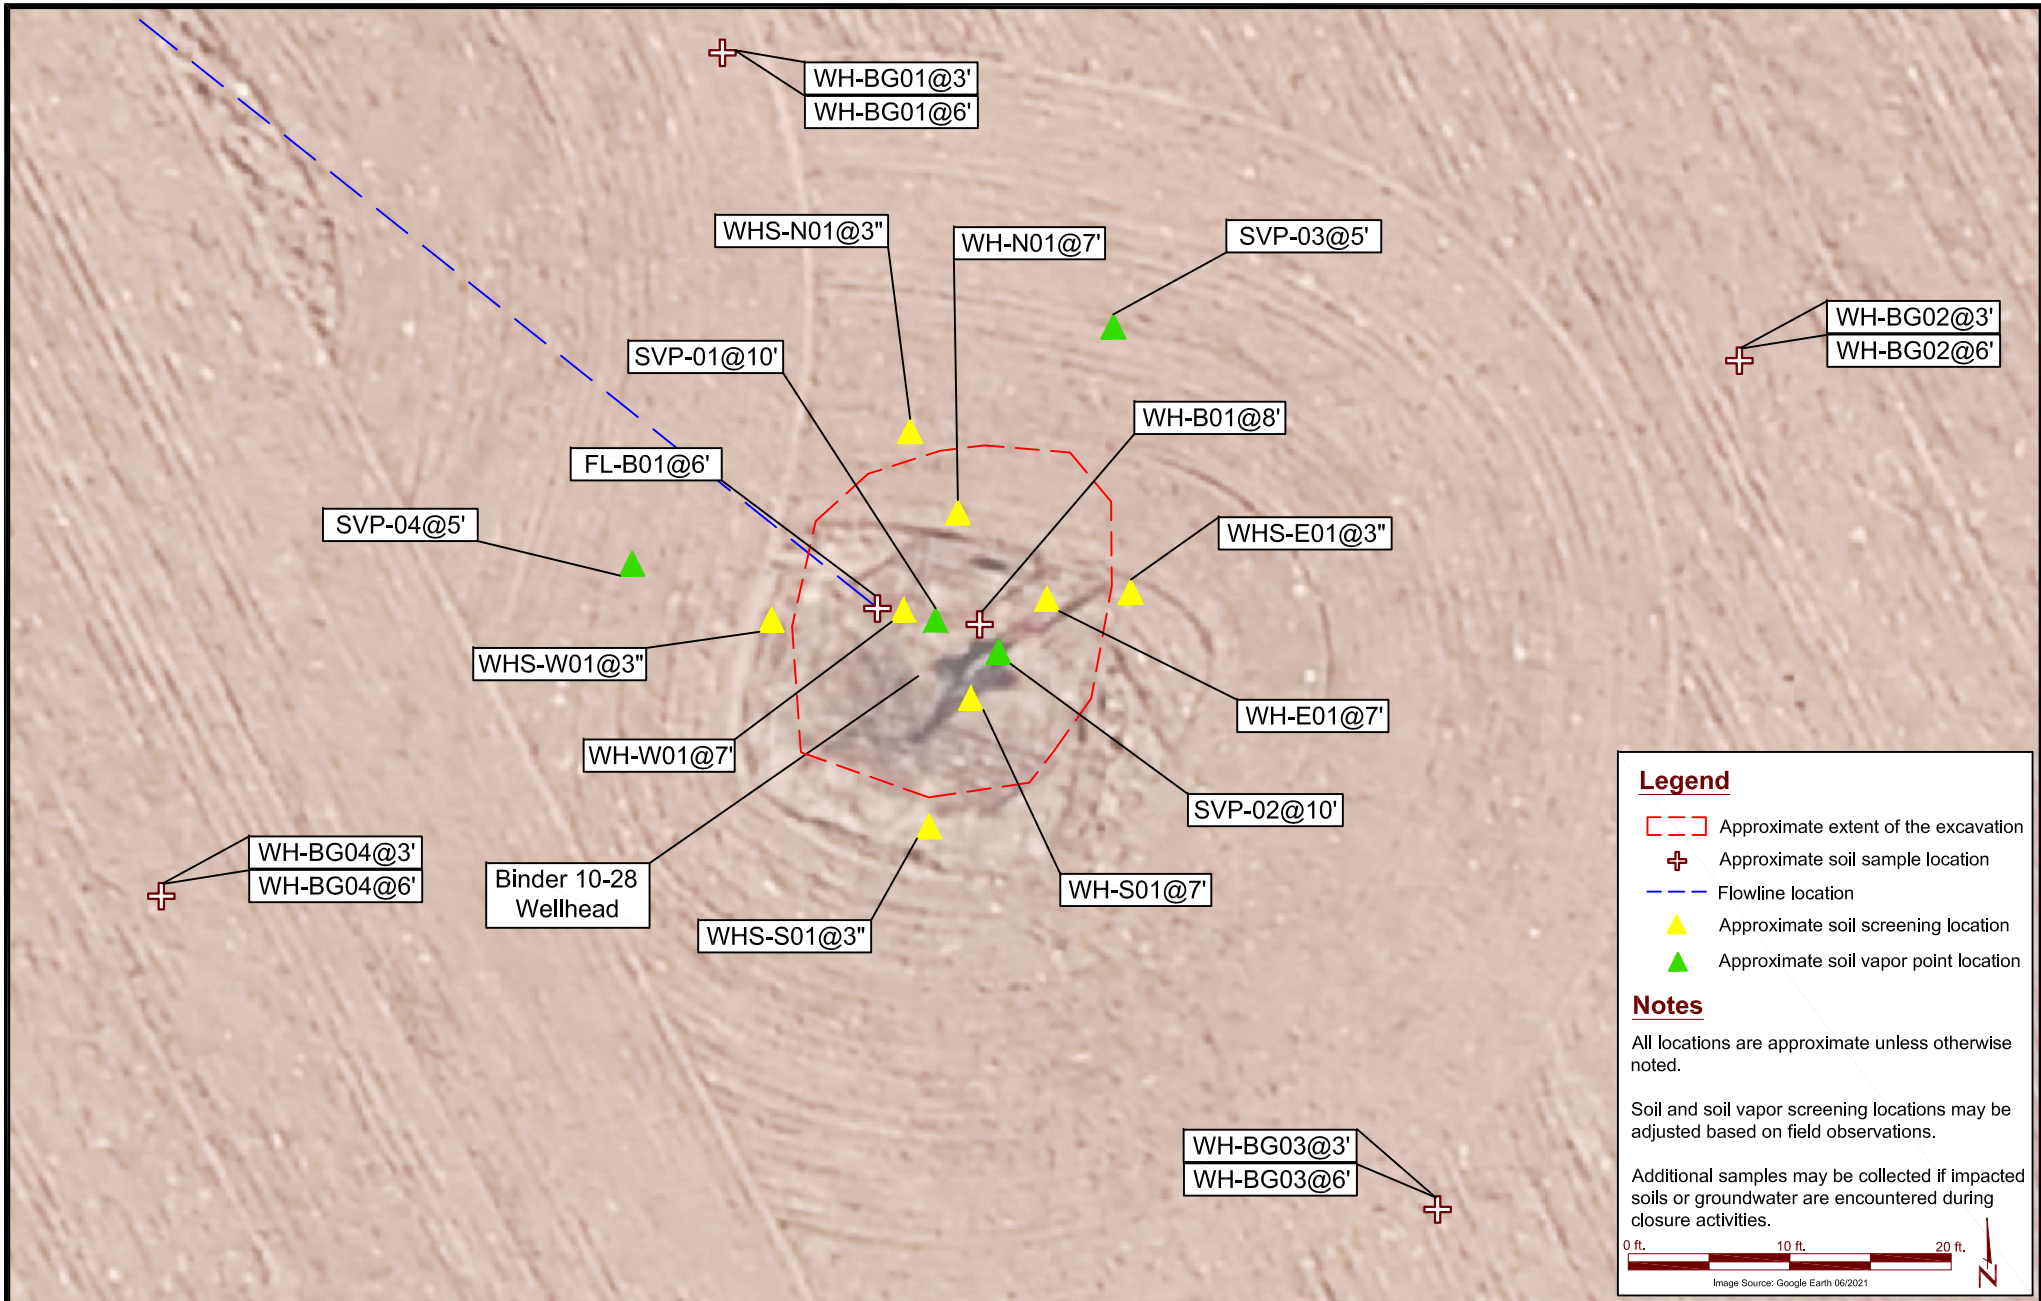 WH-BG01@3'
WH-BG01@6'
WHS-N01@3"
WH-N01@7'
SVP-03@5'
WH-BG02@3'
WH-BG02@6'
SVP-01@10'
WH-B01@8'
FL-B01@6'
SVP-04@5'
WHS-E01@3"
WHS-W01@3"
WH-E01@7'
WH-W01@7'
SVP-02@10'
WH-BG04@3'
WH-BG04@6'
Binder 10-28
Wellhead
WH-S01@7'
WHS-S01@3"
WH-BG03@3'
WH-BG03@6'
Legend
Approximate extent of the excavation
Approximate soil sample location
Flowline location
Approximate soil screening location
Approximate soil vapor point location
Notes
All locations are approximate unless otherwise
noted.
Soil and soil vapor screening locations may be
adjusted based on field observations.
Additional samples may be collected if impacted
soils or groundwater are encountered during
closure activities.
0 ft. 10 ft. 20 ft.
Image Source: Google Earth 06/2021
N